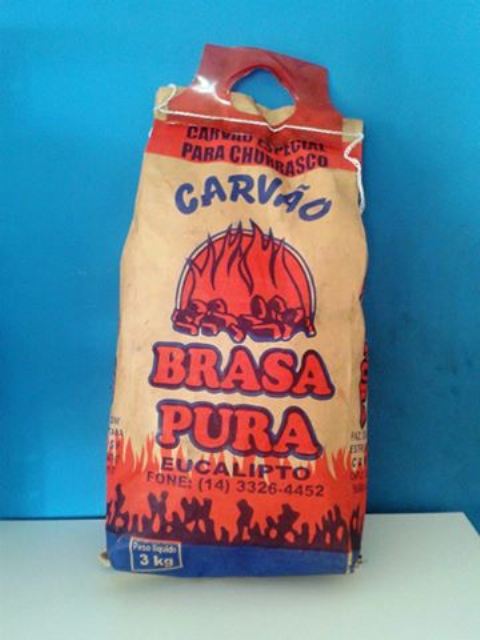 CARVÃO ESPECIAL
PARA CHURRASCO
CARVÃO
BRASA
PURA
EUCALIPTO
FONE: (14) 3326-4452
Peso líquido
3 kg